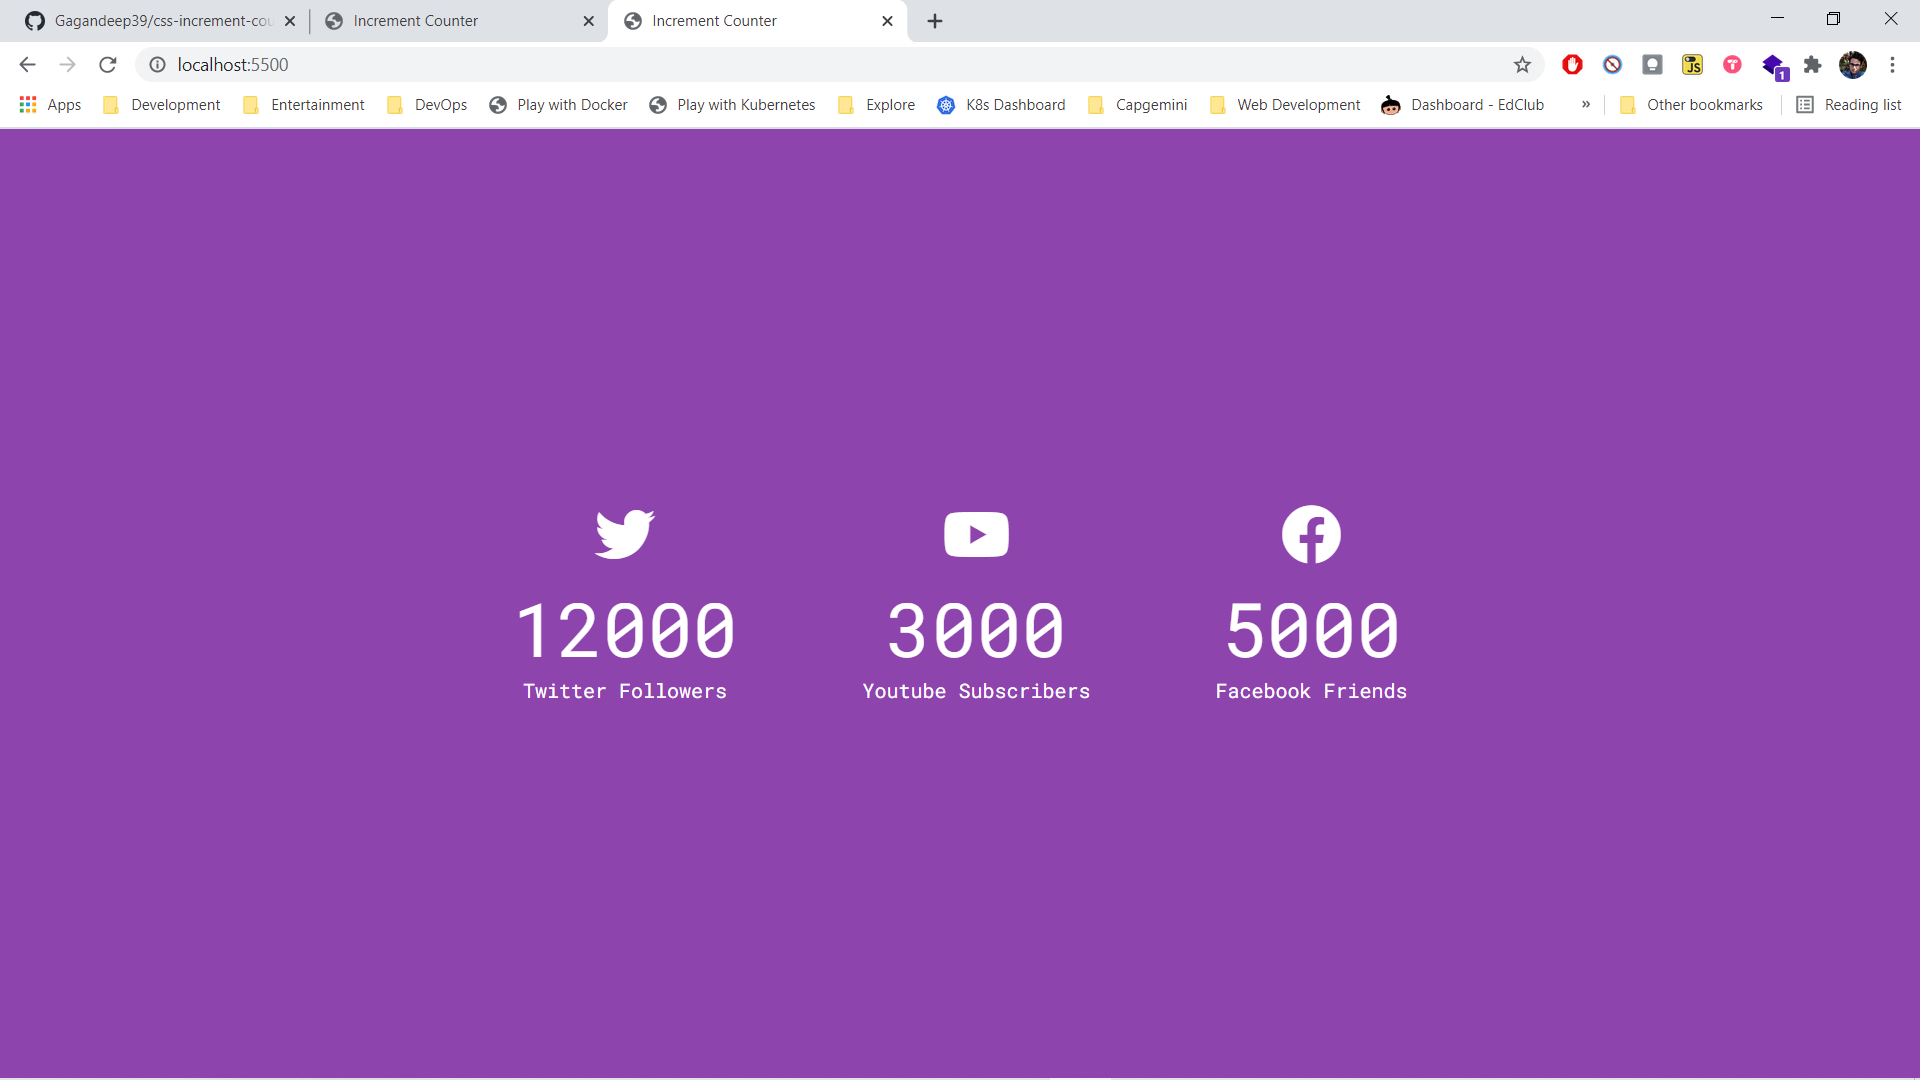 Gagandeep39/css-increment-cou
Increment Counter
Increment Counter
localhost:5500
JS
1
Apps
Development
Entertainment
DevOps
Play with Docker
Play with Kubernetes
Explore
K8s Dashboard
Capgemini
Web Development
Dashboard - EdClub
»
Other bookmarks
Reading list
12000
3000
5000
Twitter Followers
Youtube Subscribers
Facebook Friends